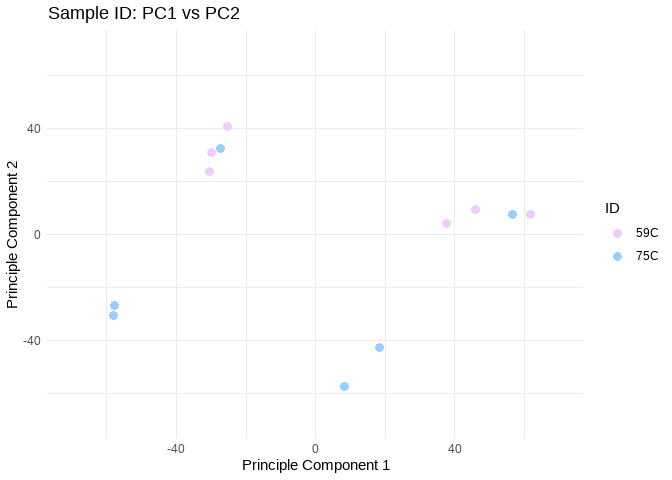 Sample ID: PC1 vs PC2
Principle Component 2
40
0
-40
-40
0
40
Principle Component 1
ID
59C
75C